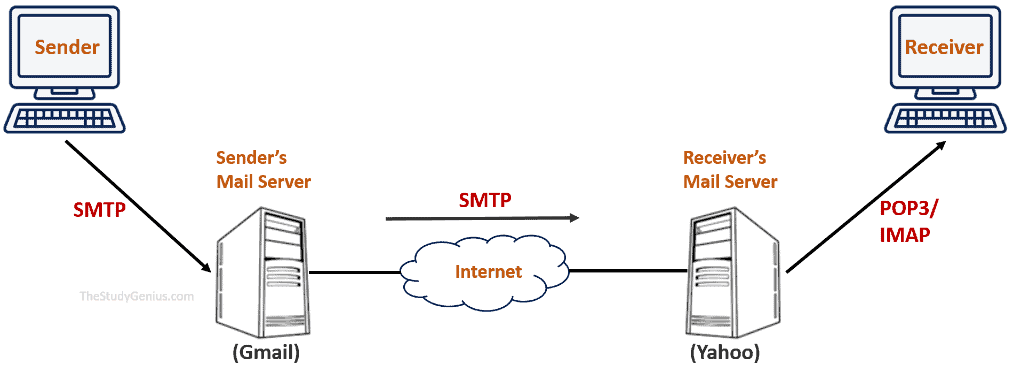 Sender
Receiver
Sender's
Mail Server
Receiver's
Mail Server
SMTP
SMTP
POP3/
IMAP
Internet
TheStudyGenius.com
(Gmail)
(Yahoo)